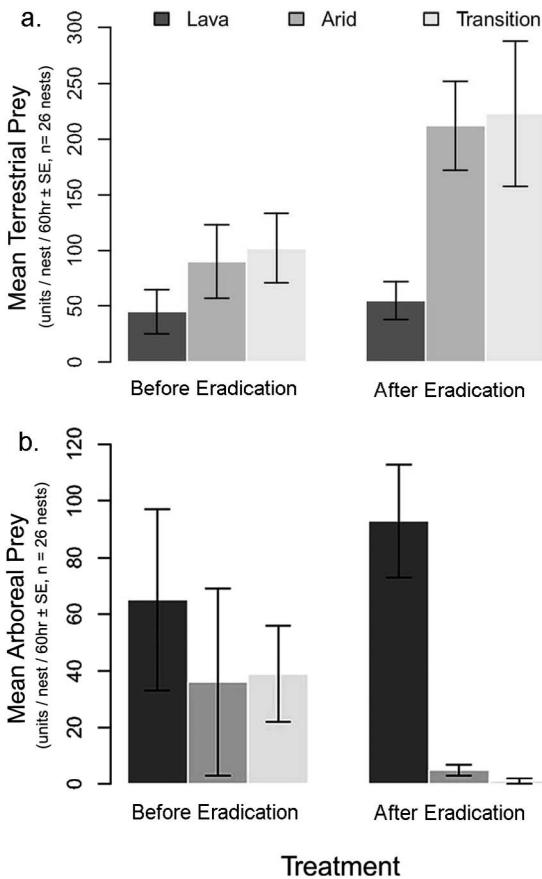 a.
Lava Arid Transition
Mean Terrestrial Prey
(units / nest / 60hr ± SE, n= 26 nests)
300
250
200
150
100
50
0
Before Eradication After Eradication
b.
Mean Arboreal Prey
(units / nest / 60hr ± SE, n = 26 nests)
120
100
80
60
40
20
0
Before Eradication After Eradication
Treatment